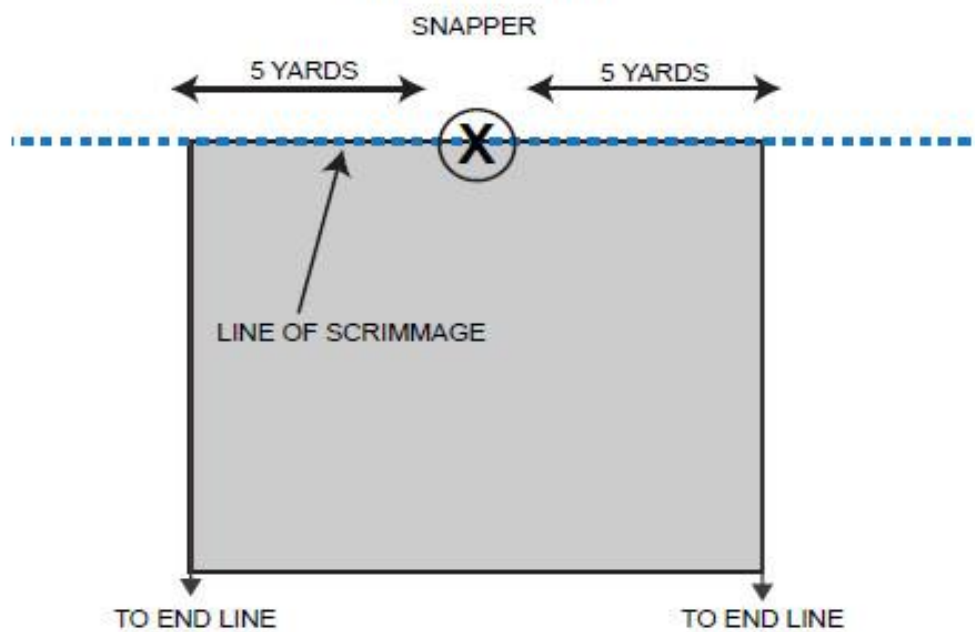 SNAPPER
5 YARDS 5 YARDS
X
LINE OF SCRIMMAGE
TO END LINE TO END LINE